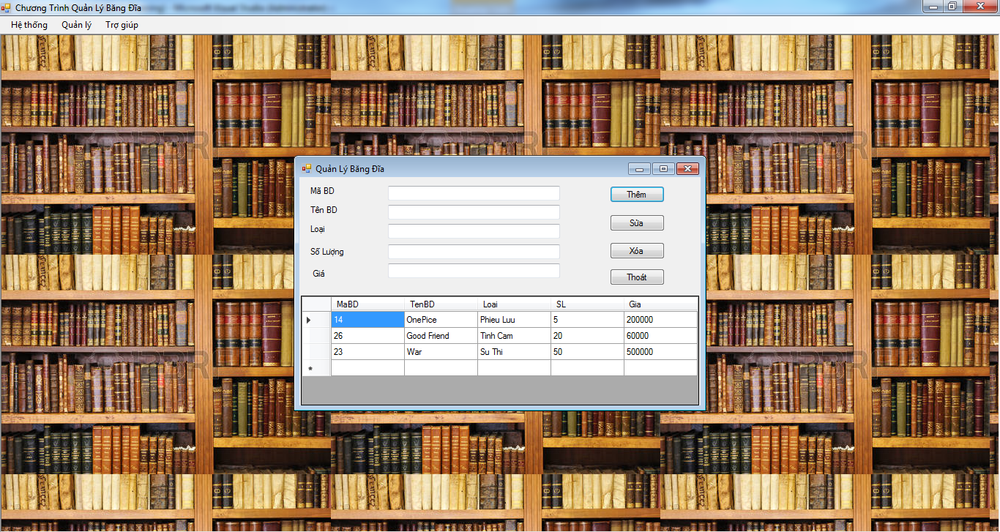 Chương Trình Quản Lý Băng Đĩa
Hệ thống Quản lý Trợ giúp
Quản Lý Băng Đĩa
Mã BD
Thêm
Tên BD
Sửa
Loại
Số Lượng
Xóa
Giá
Thoát
MaBD TenBD Loai SL Gia
14 OnePice Phieu Luu 5 200000
26 Good Friend Tinh Cam 20 60000
23 War Su Thi 50 500000